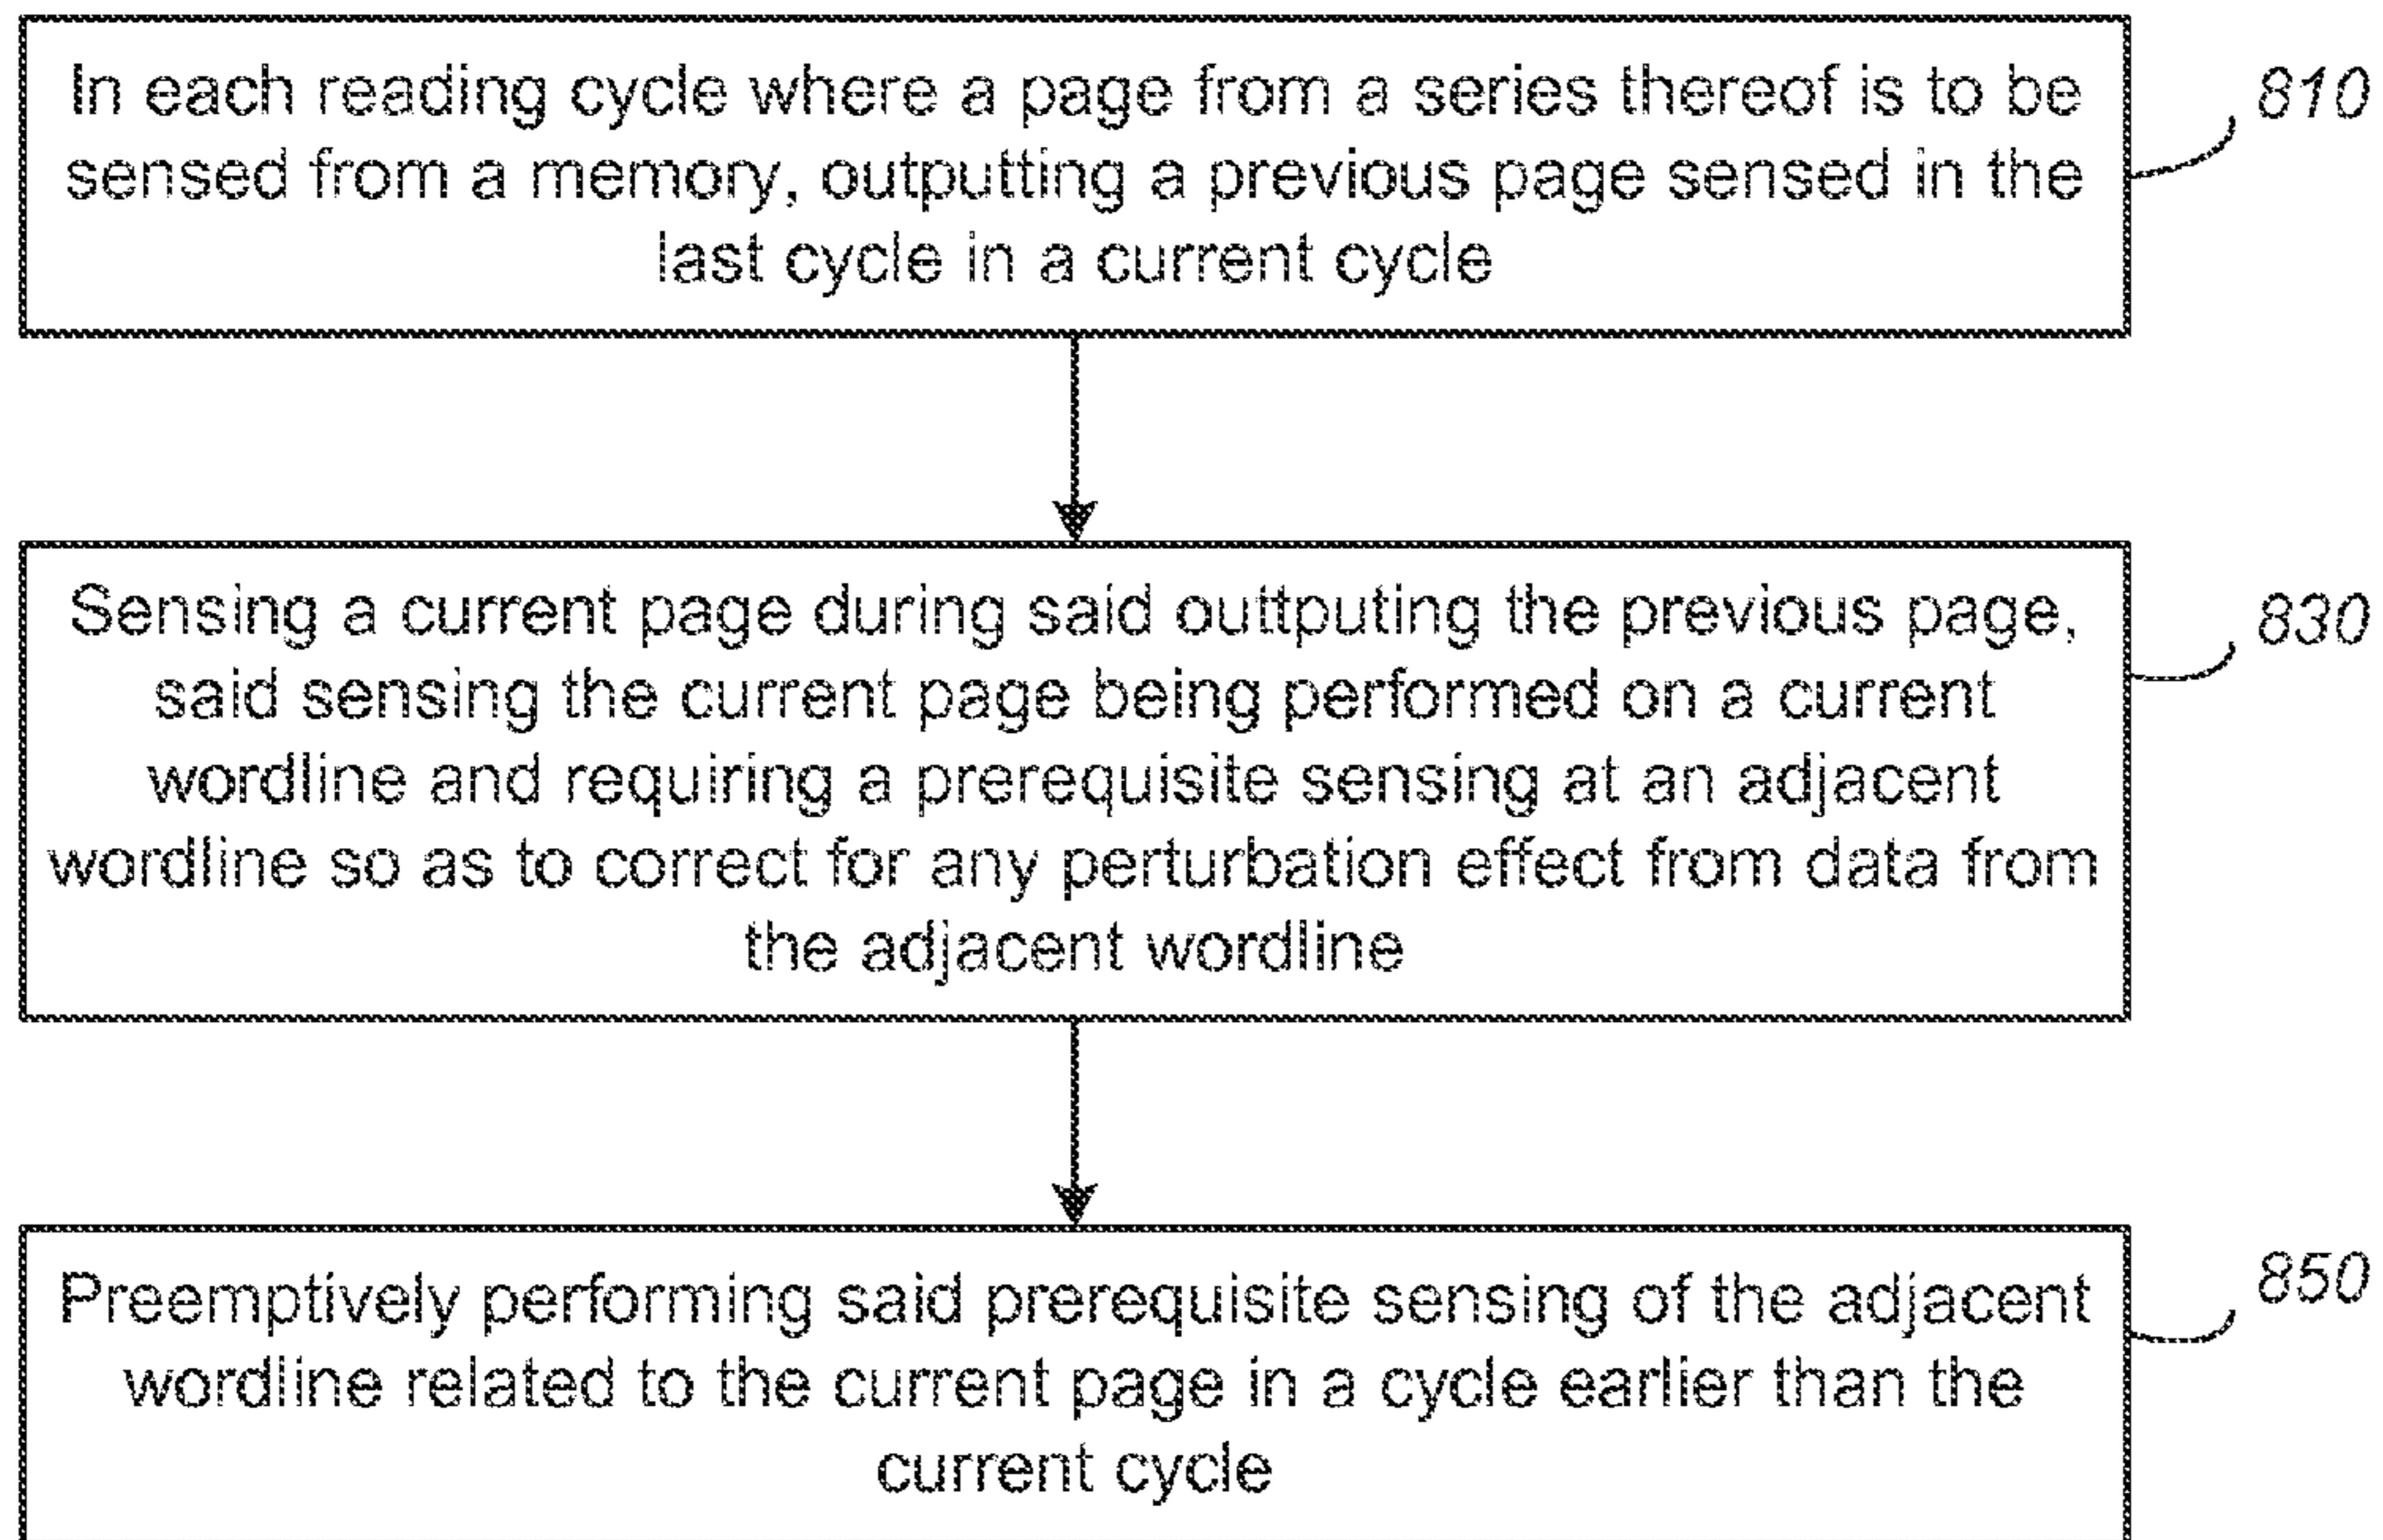 In each reading cycle where a page from a series thereof is to be
810
sensed from a memory, outputting a previous page sensed in the
last cycle in a current cycle
Sensing a current page during said outtputing the previous page,
830
said sensing the current page being performed on a current
wordline and requiring a prerequisite sensing at an adjacent
wordline so as to correct for any perturbation effect from data from
the adjacent wordline
Preemptively performing said prerequisite sensing of the adjacent
850
wordline related to the current page in a cycle earlier than the
current cycle